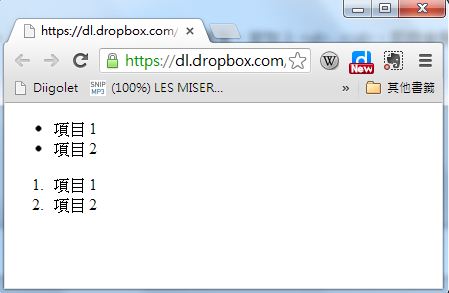 https://dl.dropbox.com/
https://dl.dropbox.com,
W
New
Diigolet
SNIP
MP3
(100%) LES MISER...
»
其他書籤
• 項目 1
• 項目 2
1. 項目 1
2. 項目 2